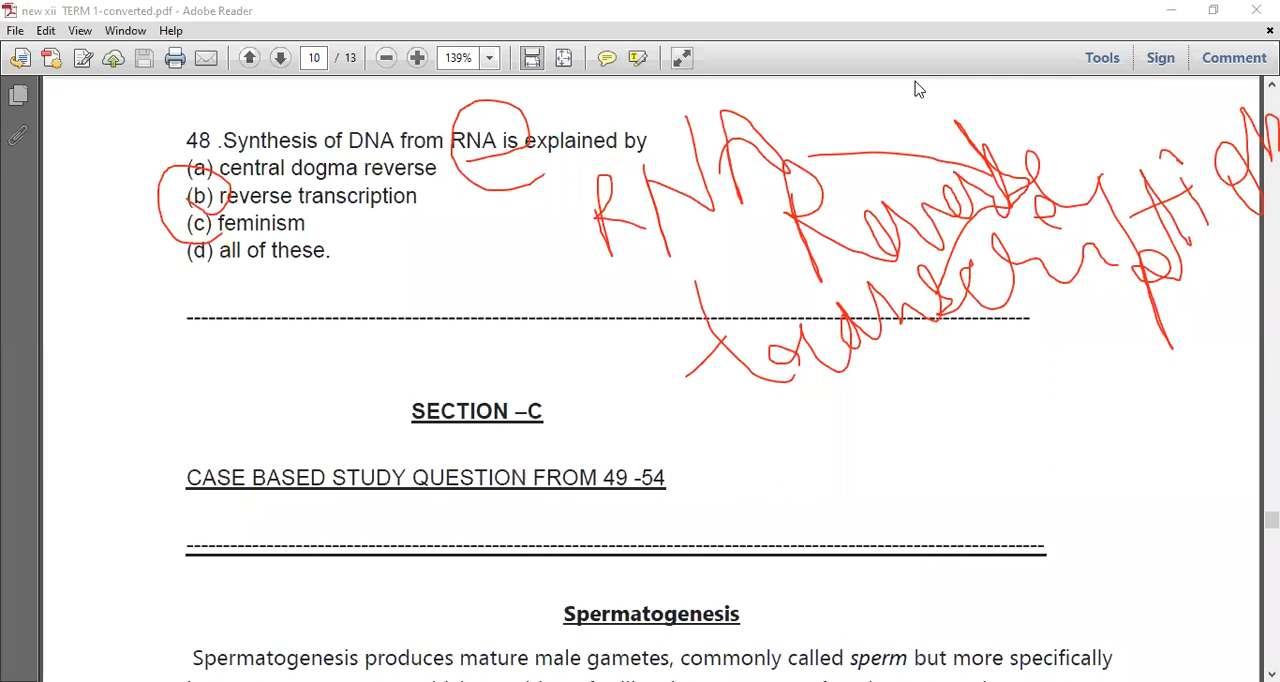 new xii TERM 1-converted.pdf - Adobe Reader
File Edit View Window Help
10 / 13 139% Tools Sign Comment
48 .Synthesis of DNA from RNA is explained by
(a) central dogma reverse
(b) reverse transcription
(c) feminism
(d) all of these.
RNA
Reverse
transcription
SECTION –C
CASE BASED STUDY QUESTION FROM 49 -54
Spermatogenesis
Spermatogenesis produces mature male gametes, commonly called sperm but more specifically